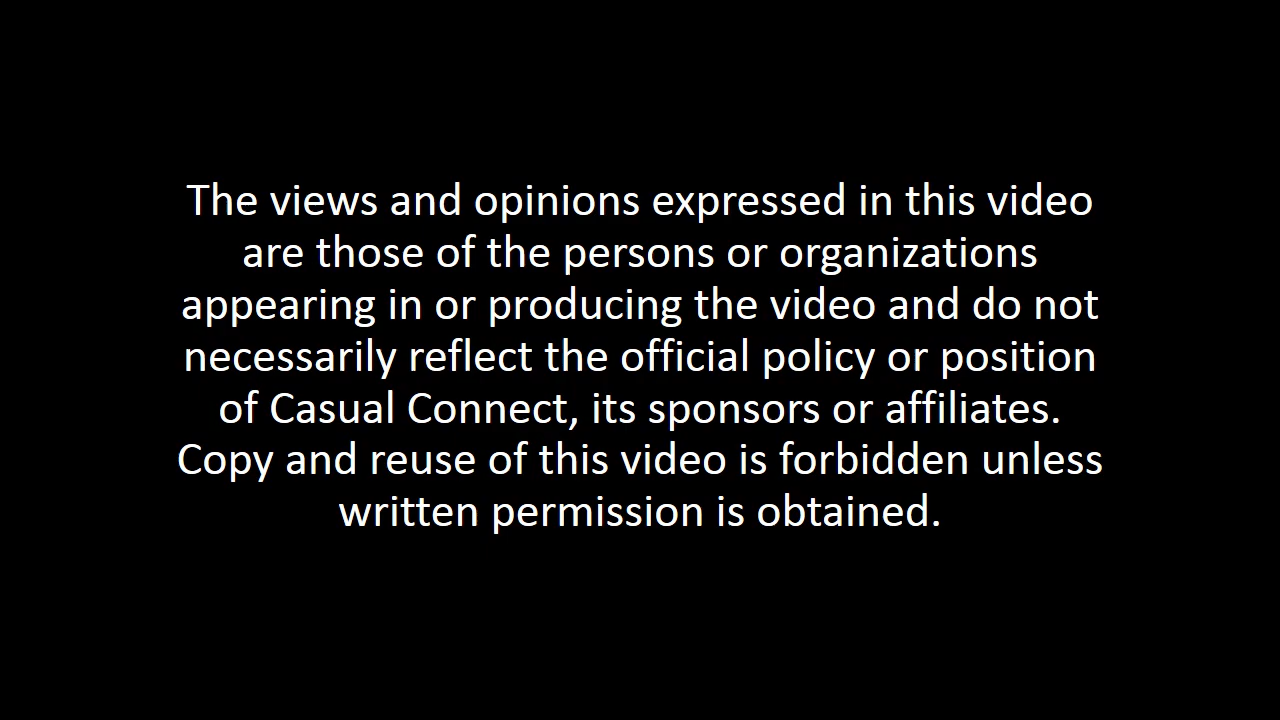 The views and opinions expressed in this video
are those of the persons or organizations
appearing in or producing the video and do not
necessarily reflect the official policy or position
of Casual Connect, its sponsors or affiliates.
Copy and reuse of this video is forbidden unless
written permission is obtained.